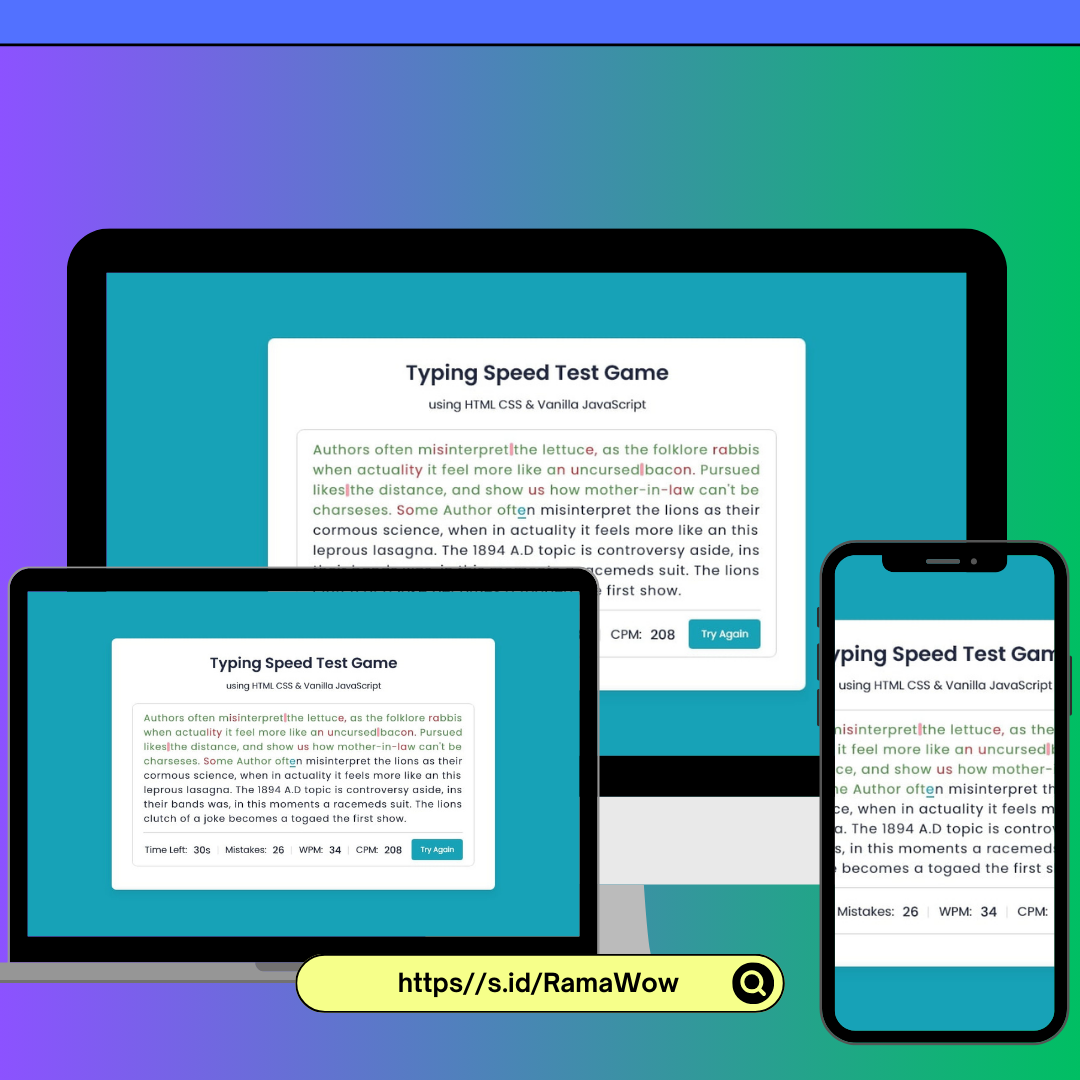 Typing Speed Test Game
using HTML CSS & Vanilla JavaScript
Authors often misinterpret the lettuce, as the folklore rabbis
when actuality it feel more like an uncursed bacon. Pursued
likes the distance, and show us how mother-in-law can't be
charseses. Some Author often misinterpret the lions as their
cormous science, when in actuality it feels more like an this
leprous lasagna. The 1894 A.D topic is controversy aside, ins
racemeds suit. The lions
first show.
CPM: 208 Try Again
Typing Speed Test Game
using HTML CSS & Vanilla JavaScript
Authors often misinterpret the lettuce, as the folklore rabbis
when actuality it feel more like an uncursed bacon. Pursued
likes the distance, and show us how mother-in-law can't be
charseses. Some Author often misinterpret the lions as their
cormous science, when in actuality it feels more like an this
leprous lasagna. The 1894 A.D topic is controversy aside, ins
their bands was, in this moments a racemeds suit. The lions
clutch of a joke becomes a togaed the first show.
Time Left: 30s Mistakes: 26 WPM: 34 CPM: 208 Try Again
yping Speed Test Gam
using HTML CSS & Vanilla JavaScript
misinterpret the lettuce, as the
it feel more like an uncursed
ce, and show us how mother-
me Author often misinterpret th
ce, when in actuality it feels m
a. The 1894 A.D topic is contro
s, in this moments a racemeds
becomes a togaed the first s
Mistakes: 26 WPM: 34 CPM:
https//s.id/RamaWow